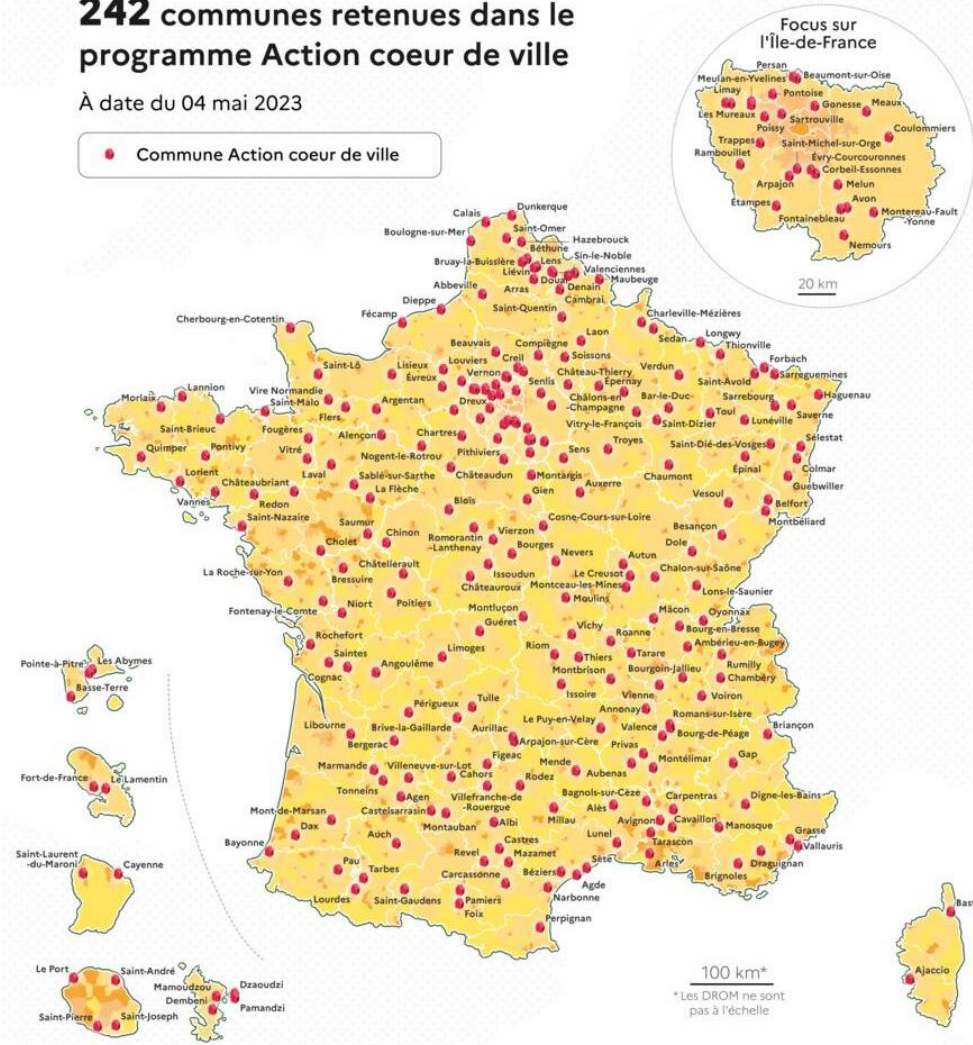 242 communes retenues dans le
programme Action coeur de ville
À date du 04 mai 2023
Commune Action coeur de ville
Focus sur
l'Île-de-France
Persan
Meulan-en-Yvelines
Beaumont-sur-Oise
Limay
Pontoise
Gonesse
Meaux
Les Mureaux
Sartrouville
Poissy
Coulommiers
Trappes
Saint-Michel-sur-Orge
Rambouillet
Évry-Courcouronnes
Corbeil-Essonnes
Arpajon
Melun
Étampes
Avon
Fontainebleau
Montereau-Fault
-Yonne
Nemours
20 km
Dunkerque
Calais
Saint-Omer
Boulogne-sur-Mer
Hazebrouck
Béthune
Bruay-la-Buissière
Lens
Sin-le-Noble
Liévin
Valenciennes
Douai
Maubeuge
Abbeville
Arras
Denain
Cambrai
Dieppe
Saint-Quentin
Fécamp
Charleville-Mézières
Cherbourg-en-Cotentin
Laon
Sedan
Longwy
Beauvais
Compiègne
Thionville
Saint-Lô
Lisieux
Louviers
Creil
Soissons
Forbach
Évreux
Vernon
Senlis
Château-Thierry
Verdun
Saint-Avold
Sarreguemines
Lannion
Vire Normandie
Épernay
Morlaix
Saint-Malo
Argentan
Dreux
Châlons-en
-Champagne
Bar-le-Duc
Sarrebourg
Haguenau
Flers
Toul
Saverne
Saint-Brieuc
Fougères
Alençon
Chartres
Vitry-le-François
Saint-Dizier
Lunéville
Quimper
Pontivy
Vitré
Nogent-le-Rotrou
Pithiviers
Sens
Troyes
Saint-Dié-des-Vosges
Sélestat
Lorient
Laval
Sablé-sur-Sarthe
Châteaudun
Montargis
Chaumont
Épinal
Colmar
Châteaubriant
La Flèche
Gien
Auxerre
Guebwiller
Vannes
Redon
Blois
Vesoul
Belfort
Saint-Nazaire
Saumur
Cosne-Cours-sur-Loire
Montbéliard
Cholet
Chinon
Romorantin
-Lanthenay
Vierzon
Bourges
Besançon
Dole
La Roche-sur-Yon
Châtellerault
Nevers
Autun
Bressuire
Issoudun
Le Creusot
Chalon-sur-Saône
Châteauroux
Montceau-les-Mines
Lons-le-Saunier
Fontenay-le-Comte
Niort
Poitiers
Montluçon
Moulins
Mâcon
Oyonnax
Guéret
Vichy
Roanne
Bourg-en-Bresse
Rochefort
Saintes
Limoges
Riom
Ambérieu-en-Bugey
Angoulême
Thiers
Tarare
Rumilly
Cognac
Montbrison
Bourgoin-Jallieu
Chambéry
Issoire
Vienne
Voiron
Périgueux
Tulle
Annonay
Libourne
Brive-la-Gaillarde
Aurillac
Le Puy-en-Velay
Valence
Romans-sur-Isère
Briançon
Bergerac
Arpajon-sur-Cère
Privas
Bourg-de-Péage
Marmande
Villeneuve-sur-Lot
Figeac
Mende
Montélimar
Gap
Cahors
Aubenas
Tonneins
Rodez
Agen
Villefranche-de
-Rouergue
Bagnols-sur-Cèze
Carpentras
Digne-les-Bains
Mont-de-Marsan
Castelsarrasin
Alès
Dax
Auch
Montauban
Albi
Millau
Avignon
Cavaillon
Manosque
Grasse
Bayonne
Castres
Lunel
Tarascon
Vallauris
Revel
Mazamet
Pau
Tarbes
Carcassonne
Béziers
Sète
Arles
Draguignan
Brignoles
Agde
Lourdes
Saint-Gaudens
Pamiers
Narbonne
Foix
Perpignan
Pointe-à-Pitre
Les Abymes
Basse-Terre
Fort-de-France
Le Lamentin
Saint-Laurent
-du-Maroni
Cayenne
Le Port
Saint-André
Saint-Pierre
Saint-Joseph
Mamoudzou
Dzaoudzi
Dembeni
Pamandzi
100 km*
*Les DROM ne sont
pas à l'échelle
Ajaccio